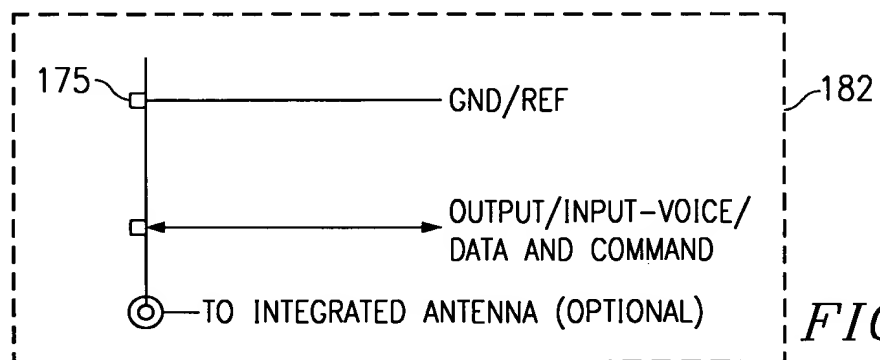 175
GND/REF
182
OUTPUT/INPUT-VOICE/
DATA AND COMMAND
TO INTEGRATED ANTENNA (OPTIONAL)
FIG